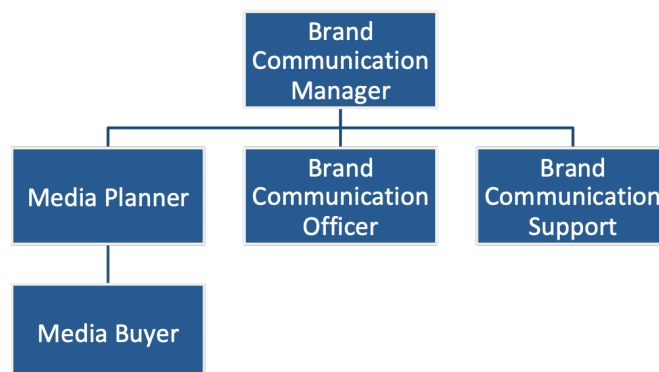 Brand
Communication
Manager
Media Planner
Brand
Communication
Officer
Brand
Communication
Support
Media Buyer